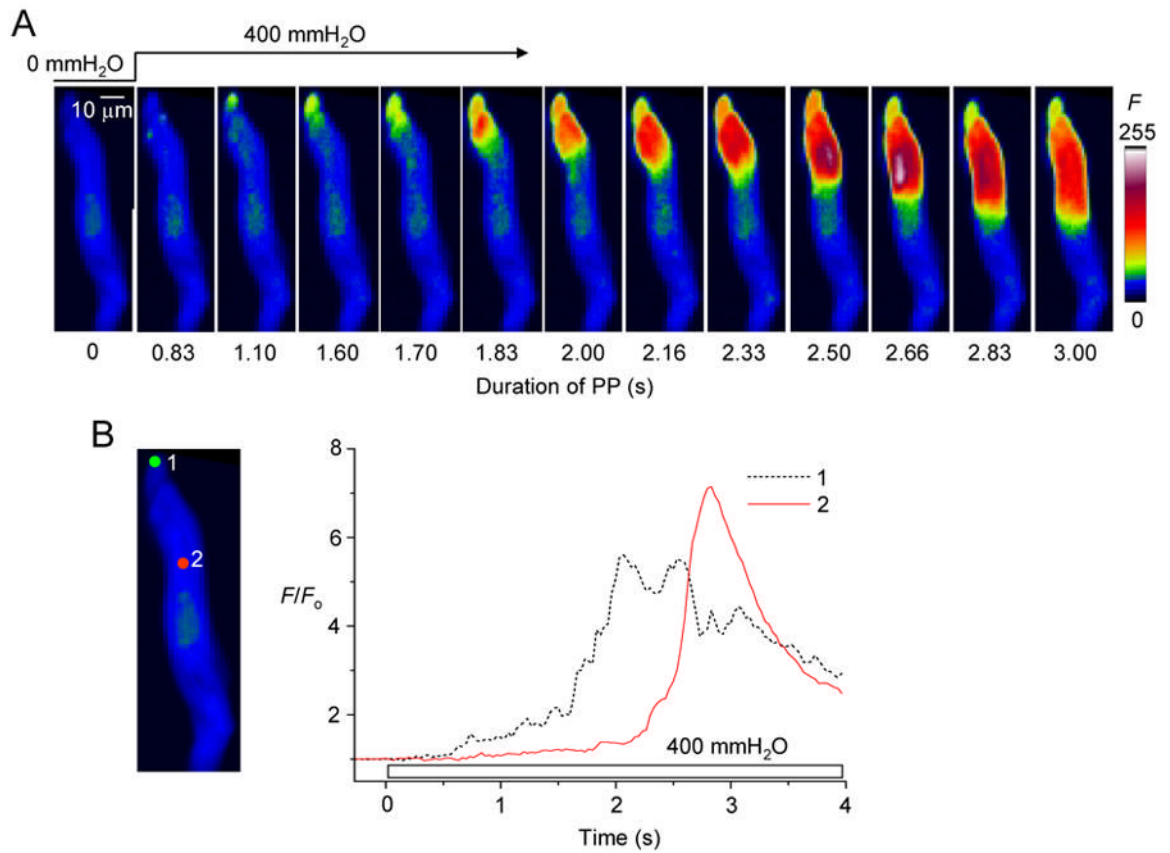 A
400 mmH₂O
0 mmH₂O
10 μm
F
255
0
0 0.83 1.10 1.60 1.70 1.83 2.00 2.16 2.33 2.50 2.66 2.83 3.00
Duration of PP (s)
B
1
2
8
6
F/Fₒ
4
2
1
2
400 mmH₂O
0 1 2 3 4
Time (s)